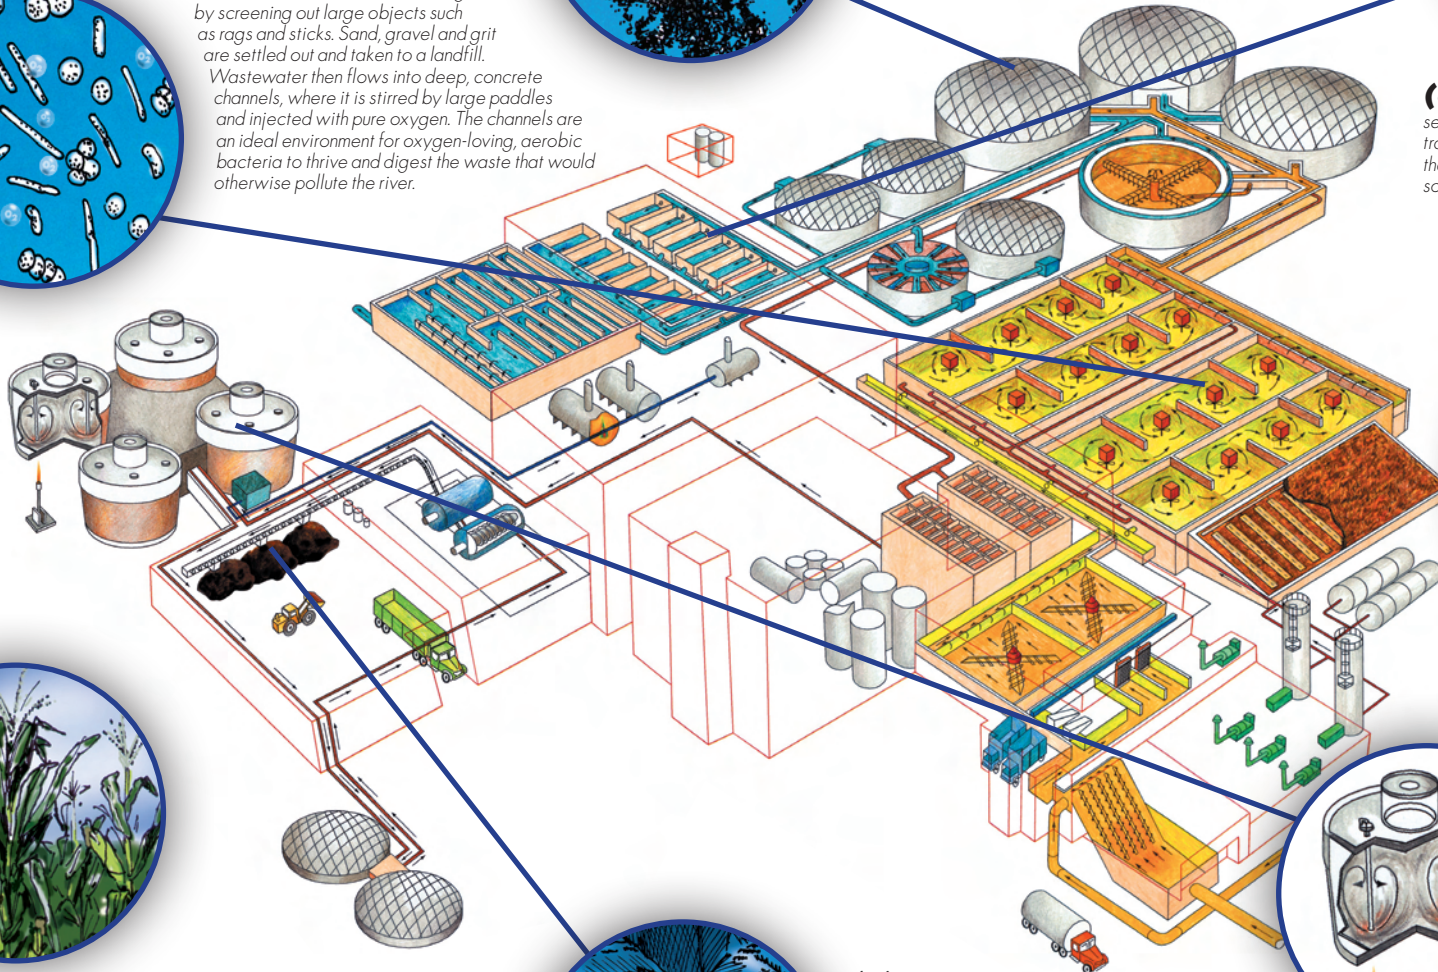 by screening out large objects such
as rags and sticks. Sand, gravel and grit
are settled out and taken to a landfill.
Wastewater then flows into deep, concrete
channels, where it is stirred by large paddles
and injected with pure oxygen. The channels are
an ideal environment for oxygen-loving, aerobic
bacteria to thrive and digest the waste that would
otherwise pollute the river.